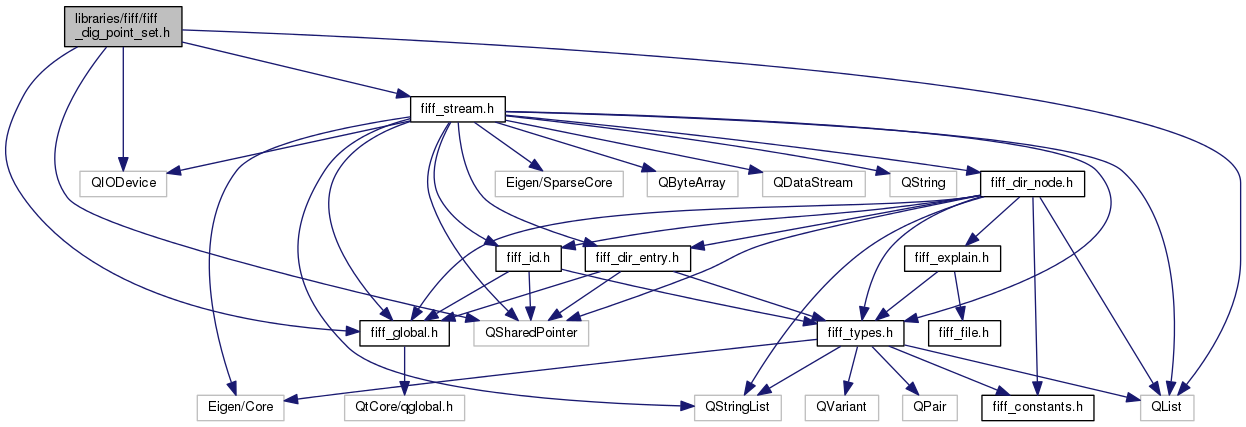 libraries/fiff/fiff
_dig_point_set.h
fiff_stream.h
QIODevice
Eigen/SparseCore
QByteArray
QDataStream
QString
fiff_dir_node.h
fiff_id.h
fiff_dir_entry.h
fiff_explain.h
fiff_global.h
QSharedPointer
fiff_types.h
fiff_file.h
Eigen/Core
QtCore/qglobal.h
QStringList
QVariant
QPair
fiff_constants.h
QList